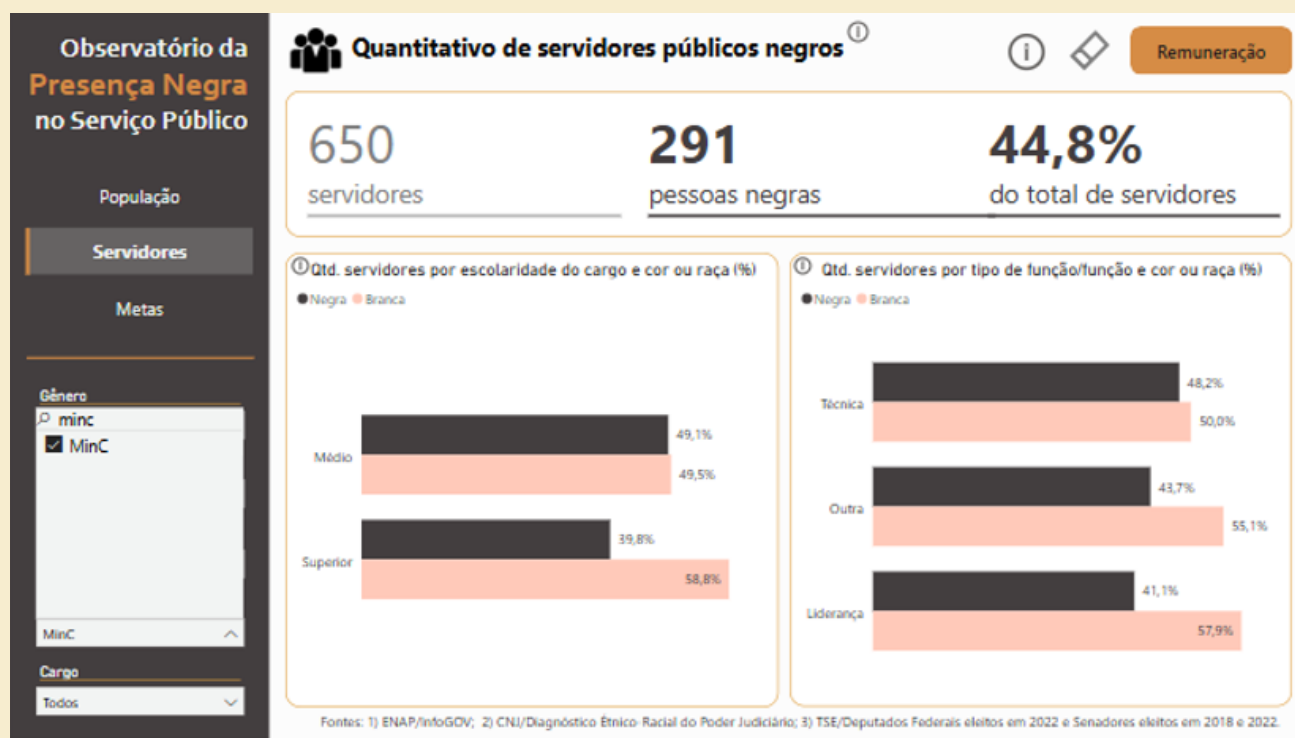 Observatório da
Presença Negra
no Serviço Público
População
Servidores
Metas
Gênero
minc
MinC
MinC
Cargo
Todos
Quantitativo de servidores públicos negros
Remuneração
650
servidores
291
pessoas negras
44,8%
do total de servidores
Qtd. servidores por escolaridade do cargo e cor ou raça (%)
Negra Branca
Médio
49,1%
49,5%
Superior
39,8%
58,8%
Qtd. servidores por tipo de função/função e cor ou raça (%)
Negra Branca
Técnica
48,2%
50,0%
Outra
43,7%
55,1%
Liderança
41,1%
57,9%
Fontes: 1) ENAP/InfoGOV; 2) CNJ/Diagnóstico Étnico-Racial do Poder Judiciário; 3) TSE/Deputados Federais eleitos em 2022 e Senadores eleitos em 2018 e 2022.